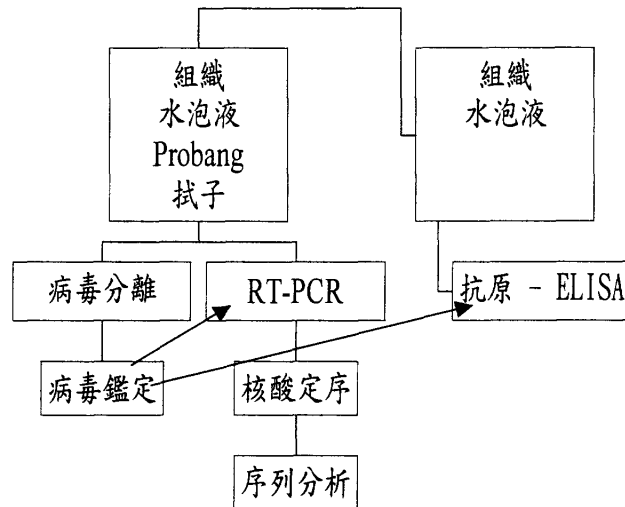 組織
水泡液
Probang
拭子
組織
水泡液
病毒分離
RT-PCR
抗原 - ELISA
病毒鑑定
核酸定序
序列分析